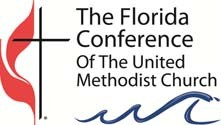 The Florida
Conference
Of The United
Methodist Church
®